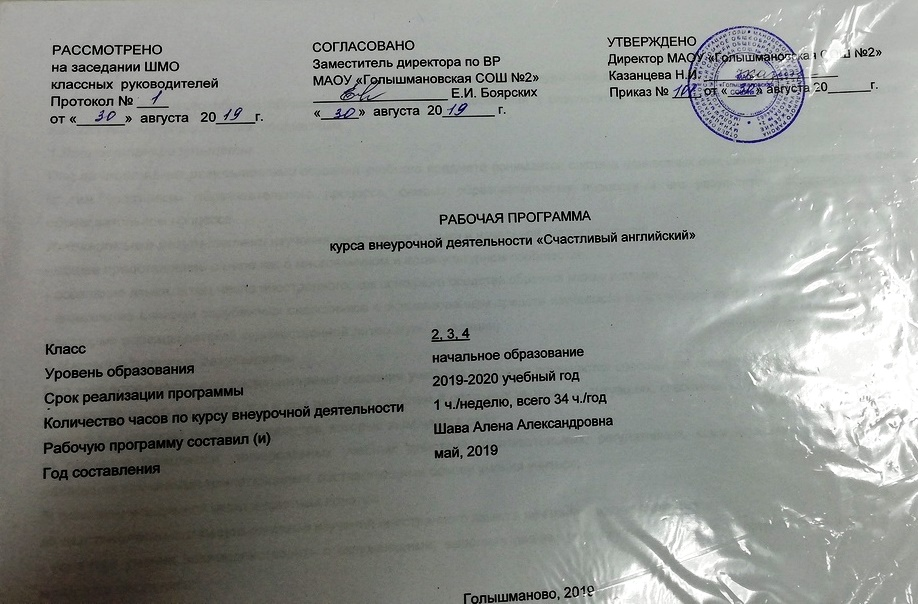 РАССМОТРЕНО
на заседании ШМО
классных руководителей
Протокол № 1
от « 30 » августа 2019 г.
СОГЛАСОВАНО
Заместитель директора по ВР
МАОУ «Голышмановская СОШ №2»
Е.И. Боярских
« 30 » августа 2019 г.
УТВЕРЖДЕНО
Директор МАОУ «Голышмановская СОШ №2»
Казанцева Н.И.
Приказ № от « » августа 20 г.
РАБОЧАЯ ПРОГРАММА
курса внеурочной деятельности «Счастливый английский»
Класс 2, 3, 4
Уровень образования начальное образование
Срок реализации программы 2019-2020 учебный год
Количество часов по курсу внеурочной деятельности 1 ч./неделю, всего 34 ч./год
Рабочую программу составил (и) Шава Алена Александровна
Год составления май, 2019
Голышманово, 2019